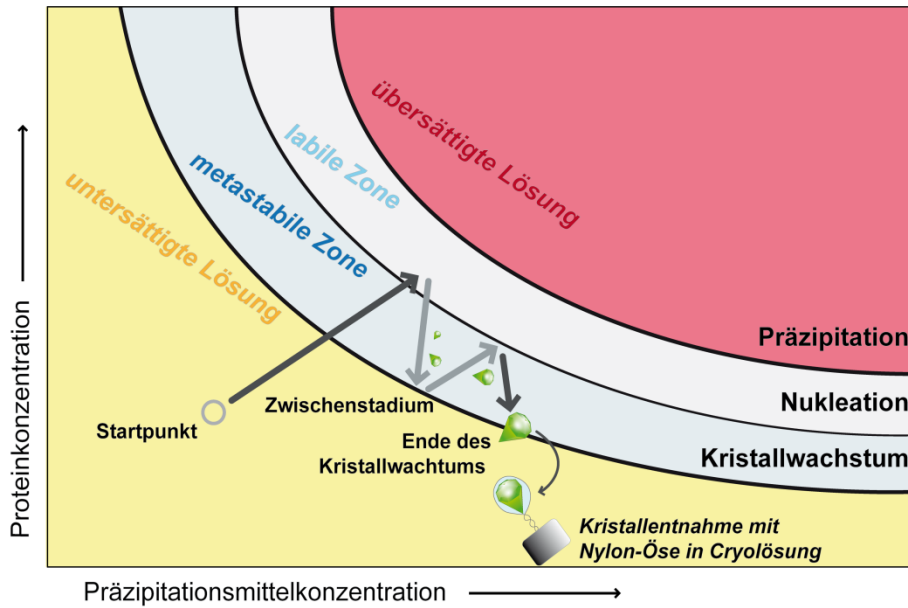 übersättigte Lösung
labile Zone
metastabile Zone
untersättigte Lösung
Proteinkonzentration
Präzipitation
Nukleation
Kristallwachstum
Startpunkt
Zwischenstadium
Ende des
Kristallwachtums
Kristallentnahme mit
Nylon-Öse in Cryolösung
Präzipitationsmittelkonzentration